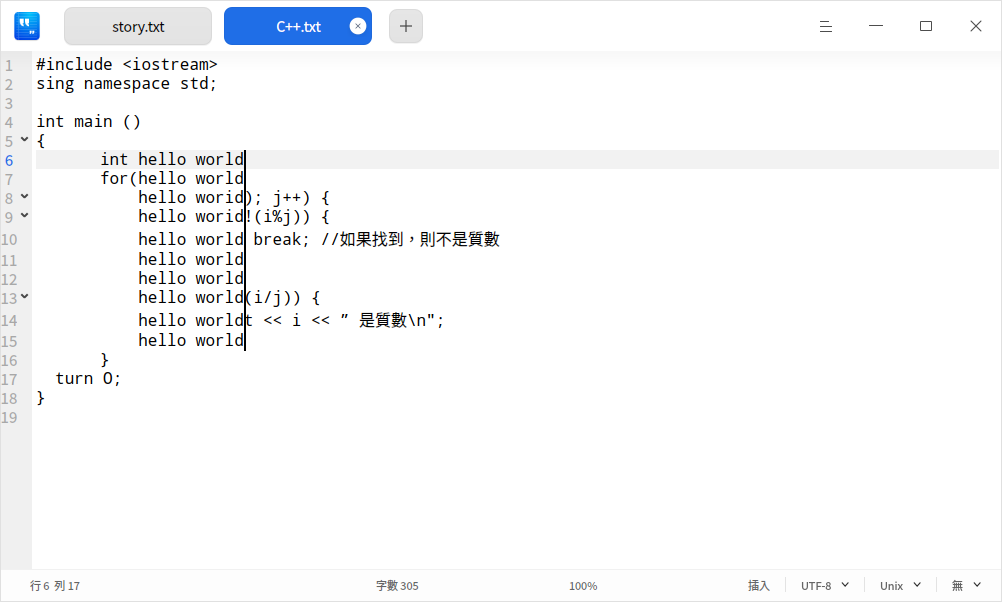 story.txt
C++.txt
1 #include <iostream>
2 sing namespace std;
3
4 int main ()
5 {
6 int hello world
7 for(hello world
8 hello worid); j++) {
9 hello worid!(i%j)) {
10 hello world break; //如果找到，則不是質數
11 hello world
12 hello world
13 hello world(i/j)) {
14 hello worldt << i << ” 是質數\n";
15 hello world
16 }
17 turn O;
18 }
19
行 6 列 17
字數 305
100%
插入
UTF-8
Unix
無